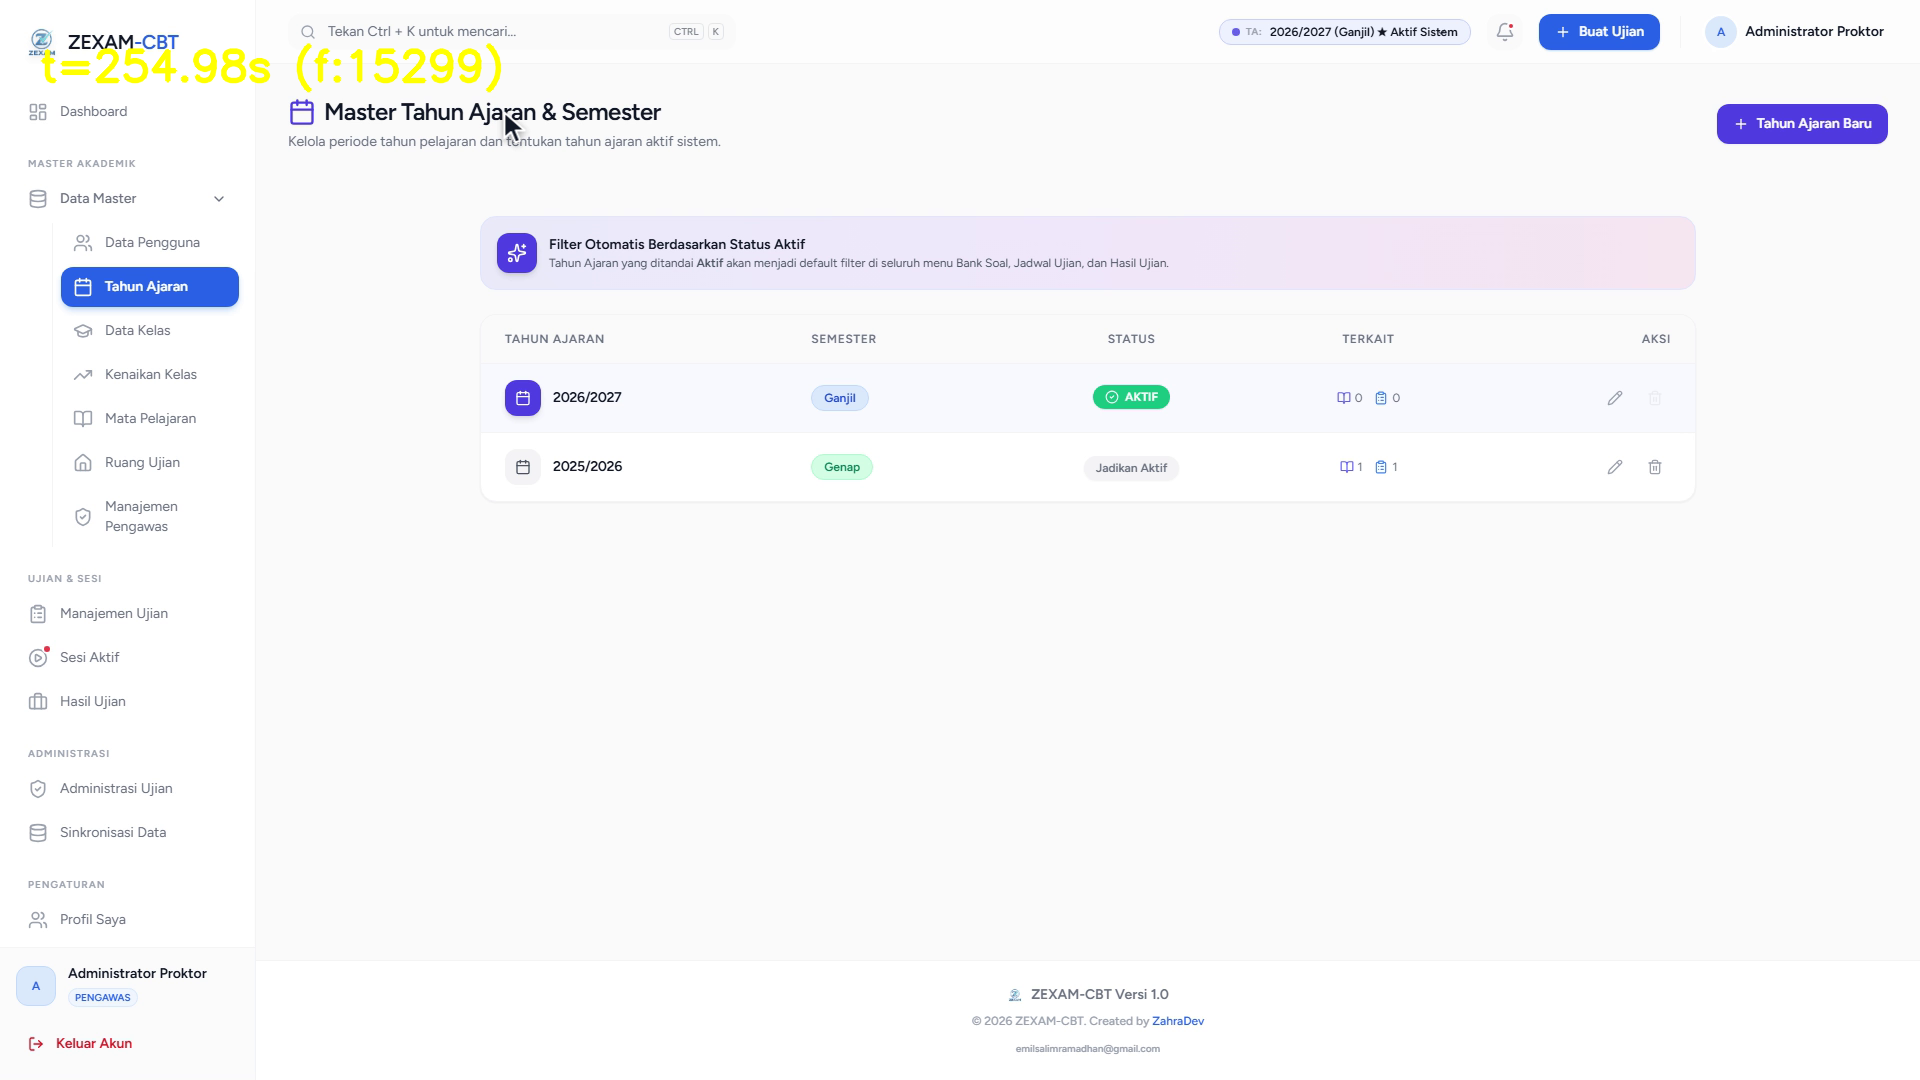 ZEXAM-CBT
ZEXAM
t=254.98s (f:15299)
Tekan Ctrl + K untuk mencari...
CTRL K
TA: 2026/2027 (Ganjil) ★ Aktif Sistem
+ Buat Ujian
A
Administrator Proktor
Dashboard
MASTER AKADEMIK
Data Master
Data Pengguna
Tahun Ajaran
Data Kelas
Kenaikan Kelas
Mata Pelajaran
Ruang Ujian
Manajemen
Pengawas
UJIAN & SESI
Manajemen Ujian
Sesi Aktif
Hasil Ujian
ADMINISTRASI
Administrasi Ujian
Sinkronisasi Data
PENGATURAN
Profil Saya
A
Administrator Proktor
PENGAWAS
Keluar Akun
Master Tahun Ajaran & Semester
Kelola periode tahun pelajaran dan tentukan tahun ajaran aktif sistem.
+ Tahun Ajaran Baru
Filter Otomatis Berdasarkan Status Aktif
Tahun Ajaran yang ditandai Aktif akan menjadi default filter di seluruh menu Bank Soal, Jadwal Ujian, dan Hasil Ujian.
TAHUN AJARAN SEMESTER STATUS TERKAIT AKSI
2026/2027 Ganjil AKTIF 0 0
2025/2026 Genap Jadikan Aktif 1 1
ZEXAM-CBT Versi 1.0
© 2026 ZEXAM-CBT. Created by ZahraDev
emilsalimramadhan@gmail.com